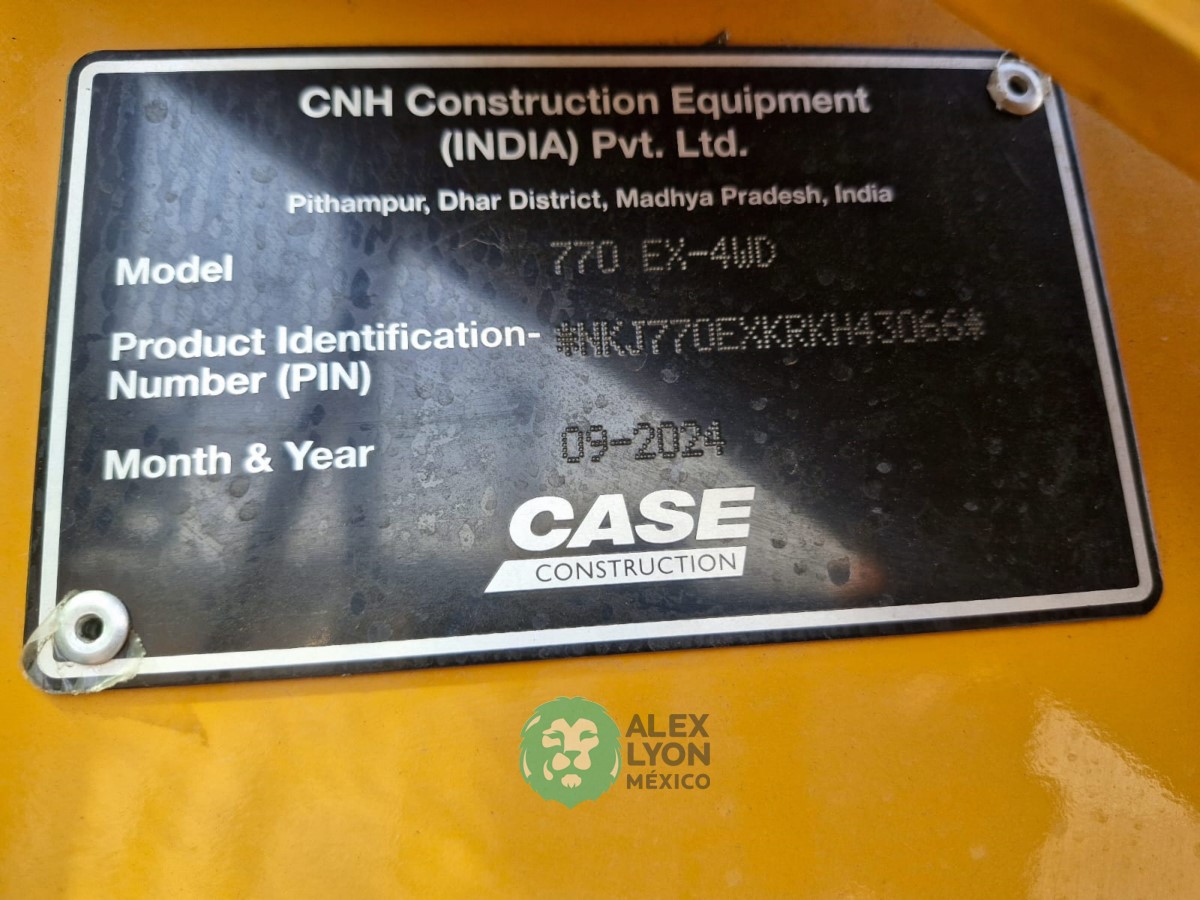 CNH Construction Equipment
(INDIA) Pvt. Ltd.
Pithampur, Dhar District, Madhya Pradesh, India
Model 770 EX-4WD
Product Identification- *NKJ770EXKRKH43066*
Number (PIN)
Month & Year 09-2024
CASE
CONSTRUCTION
ALEX
LYON
MÉXICO